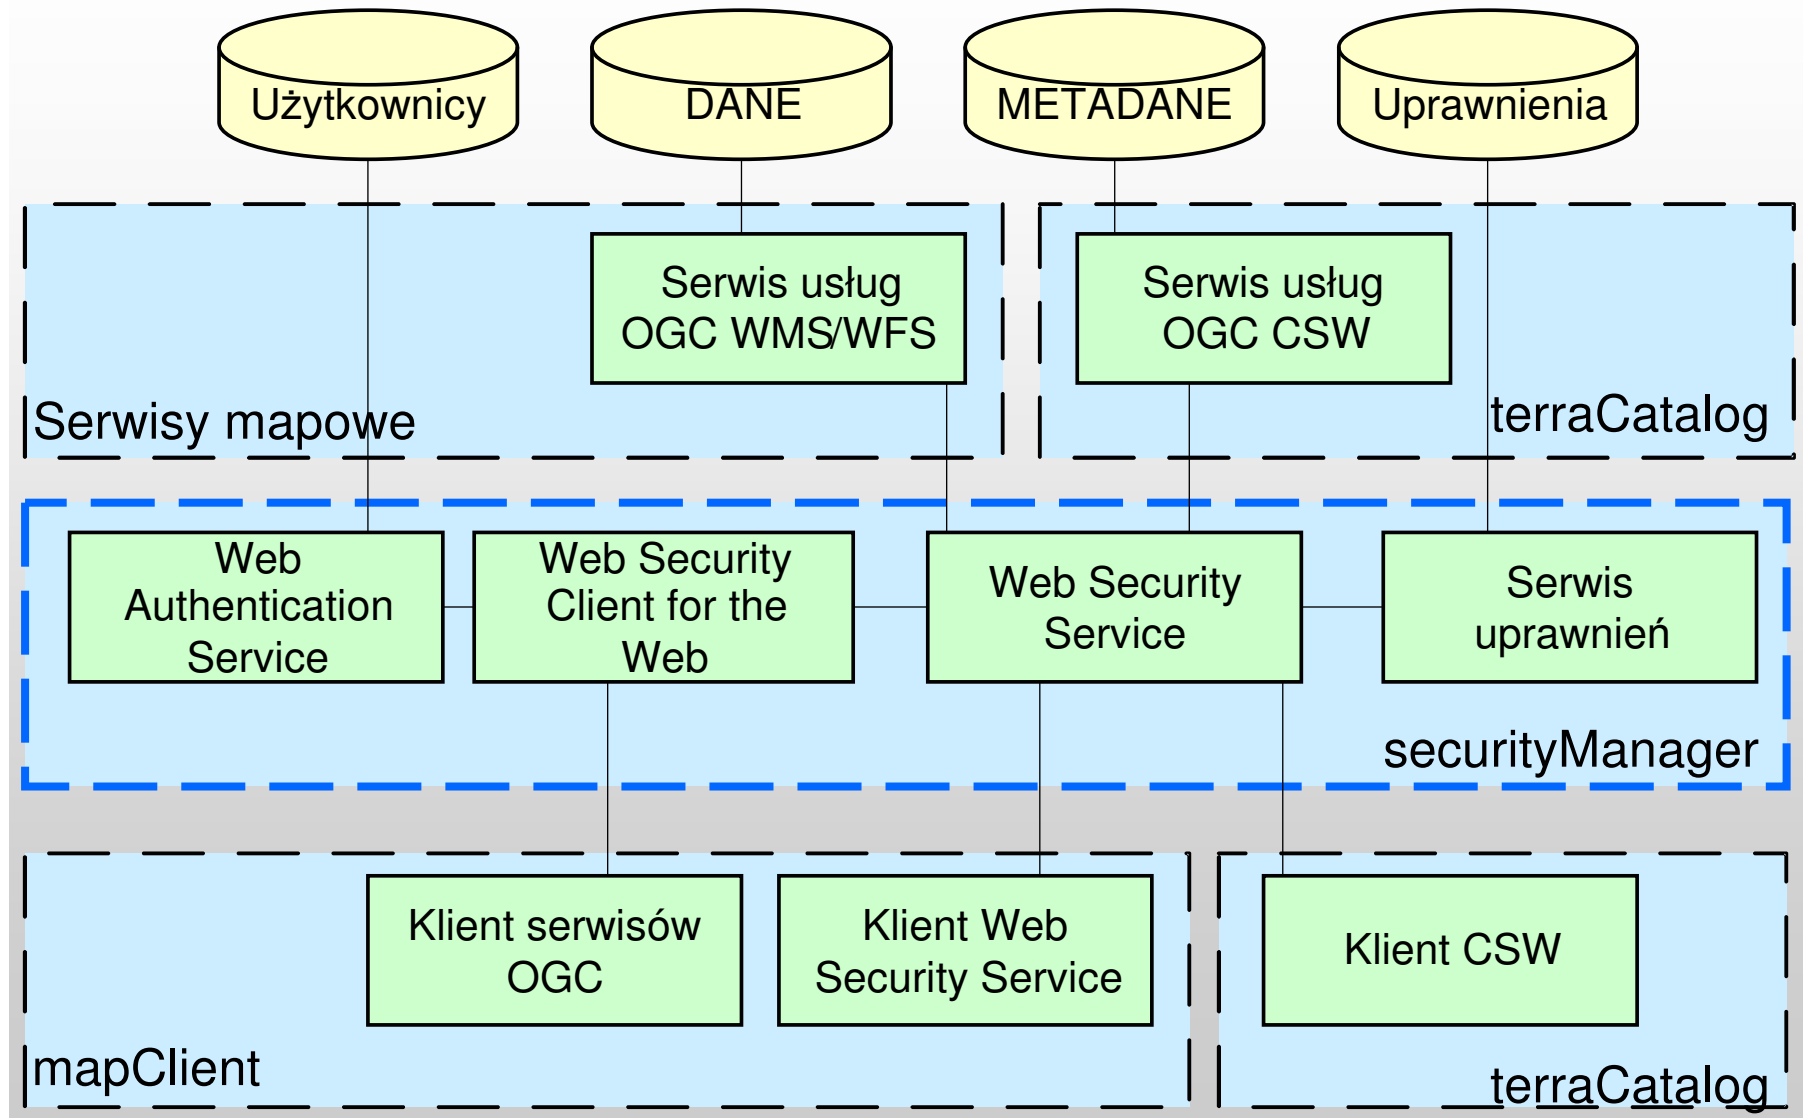 Użytkownicy
DANE
METADANE
Uprawnienia
Serwis usług
OGC WMS/WFS
Serwisy mapowe
Serwis usług
OGC CSW
terraCatalog
Web
Authentication
Service
Web Security
Client for the
Web
Web Security
Service
Serwis
uprawnień
securityManager
Klient serwisów
OGC
Klient Web
Security Service
mapClient
Klient CSW
terraCatalog